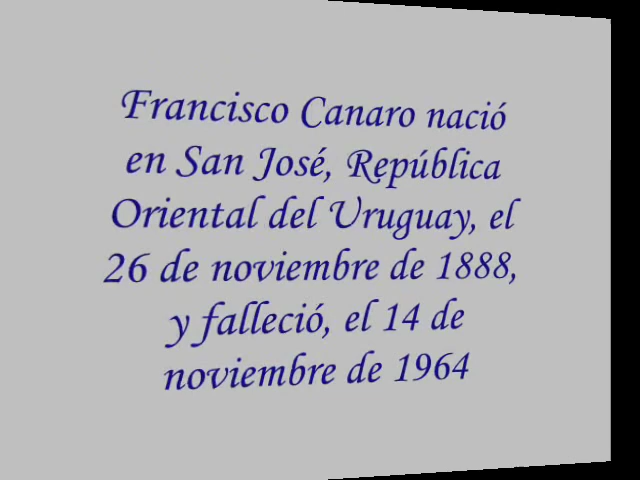 Francisco Canaro nació
en San José, República
Oriental del Uruguay, el
26 de noviembre de 1888,
y falleció, el 14 de
noviembre de 1964